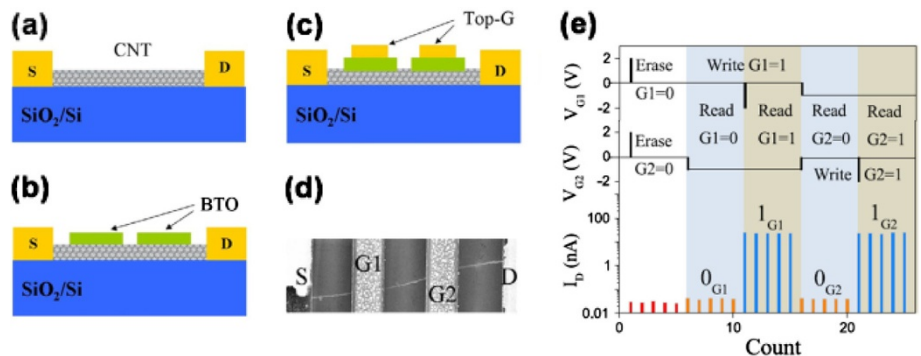 (a)
CNT
S
D
SiO2/Si
(b)
BTO
S
D
SiO2/Si
(c)
Top-G
S
D
SiO2/Si
(d)
S
G1
G2
D
(e)
VG1 (V)
2
0
-2
Erase
G1=0
Write G1=1
Read
G1=0
Read
G1=1
Read
G2=0
Read
G2=1
VG2 (V)
2
0
-2
Erase
G2=0
Write
G2=1
ID (nA)
100
1
0.01
0G1
1G1
0G2
1G2
0
10
20
Count